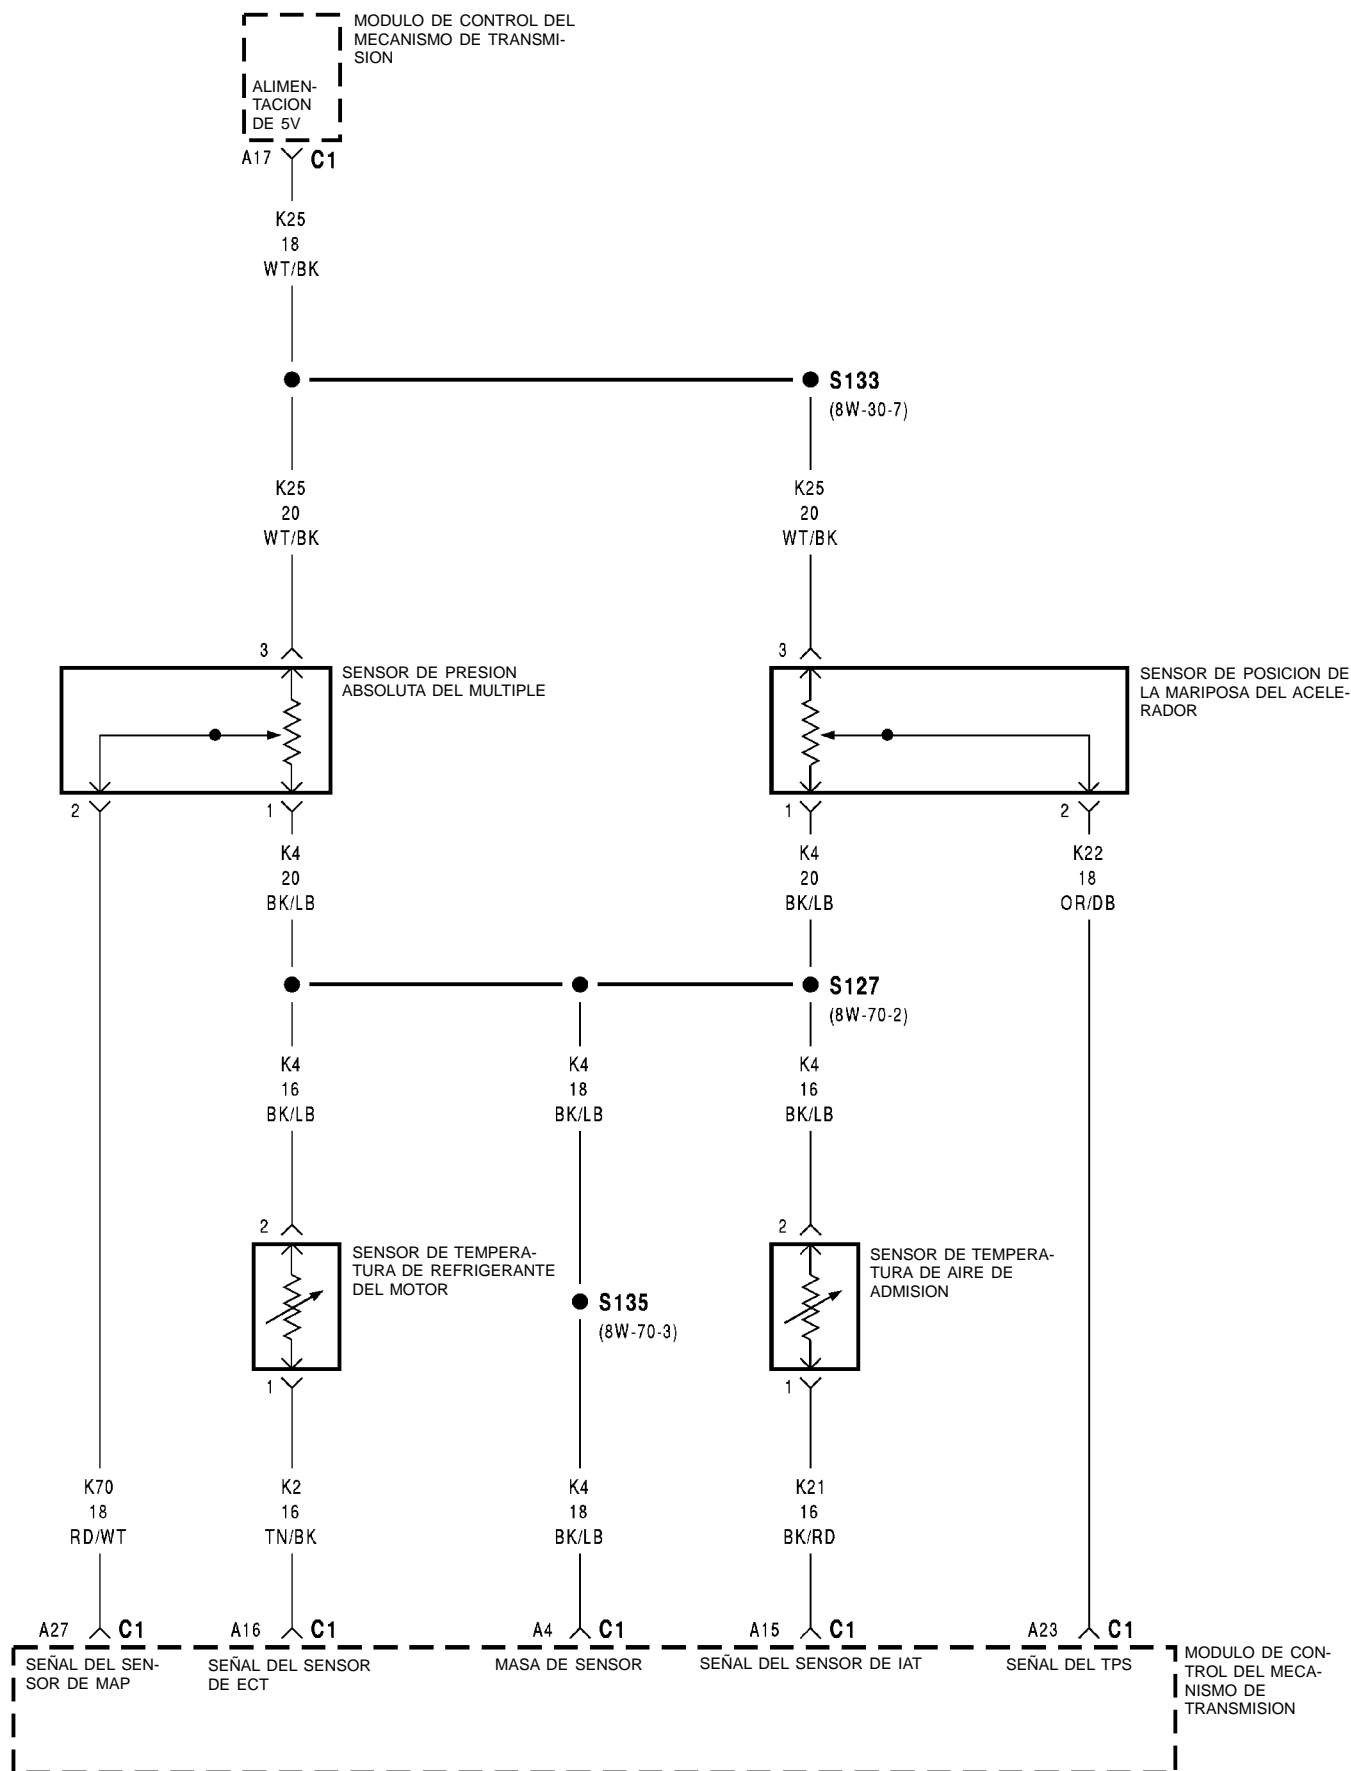 MODULO DE CONTROL DEL
MECANISMO DE TRANSMI-
SION
ALIMEN-
TACION
DE 5V
A17 C1
K25
18
WT/BK
S133
(8W-30-7)
K25
20
WT/BK
K25
20
WT/BK
3
SENSOR DE PRESION
ABSOLUTA DEL MULTIPLE
3
SENSOR DE POSICION DE
LA MARIPOSA DEL ACELE-
RADOR
2
1
1
2
K4
20
BK/LB
K4
20
BK/LB
K22
18
OR/DB
S127
(8W-70-2)
K4
16
BK/LB
K4
18
BK/LB
K4
16
BK/LB
2
SENSOR DE TEMPERA-
TURA DE REFRIGERANTE
DEL MOTOR
1
S135
(8W-70-3)
2
SENSOR DE TEMPERA-
TURA DE AIRE DE
ADMISION
1
K70
18
RD/WT
K2
16
TN/BK
K4
18
BK/LB
K21
16
BK/RD
A27 C1
A16 C1
A4 C1
A15 C1
A23 C1
SEÑAL DEL SEN-
SOR DE MAP
SEÑAL DEL SENSOR
DE ECT
MASA DE SENSOR
SEÑAL DEL SENSOR DE IAT
SEÑAL DEL TPS
MODULO DE CON-
TROL DEL MECA-
NISMO DE
TRANSMISION